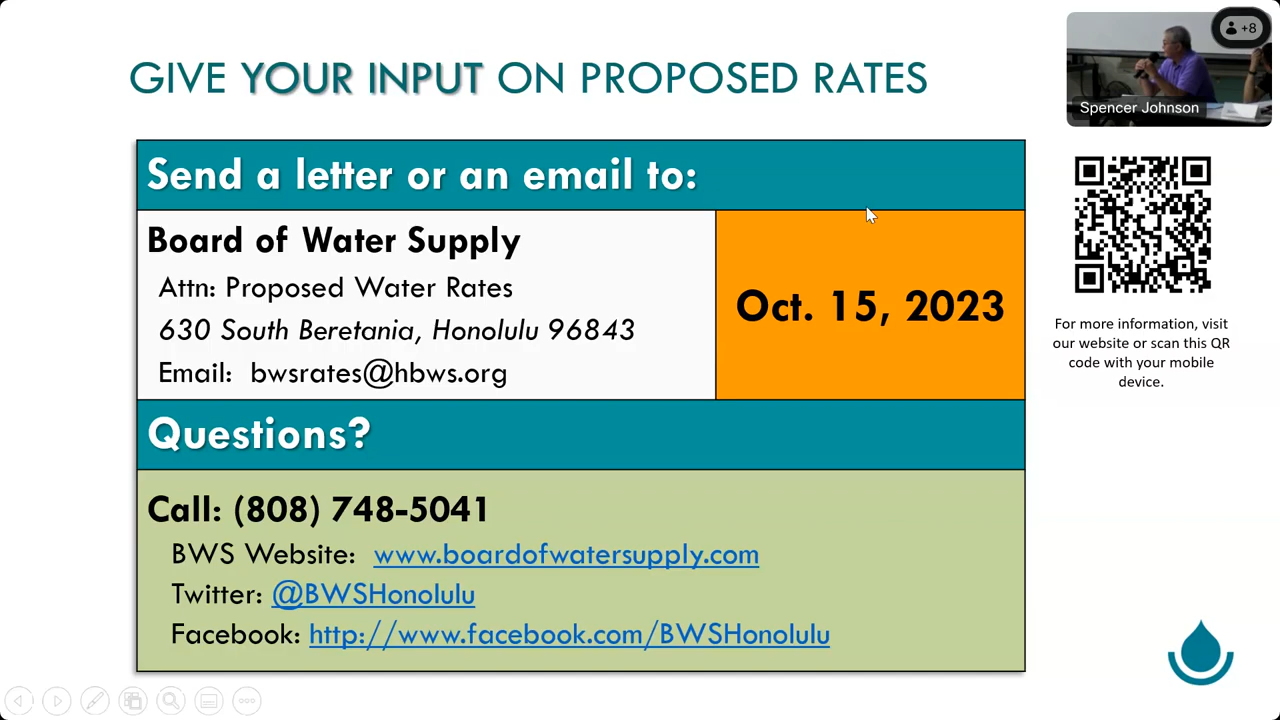 GIVE YOUR INPUT ON PROPOSED RATES
+8
Spencer Johnson
Send a letter or an email to:
Board of Water Supply
Attn: Proposed Water Rates
630 South Beretania, Honolulu 96843
Email: bwsrates@hbws.org
Oct. 15, 2023
For more information, visit
our website or scan this QR
code with your mobile
device.
Questions?
Call: (808) 748-5041
BWS Website: www.boardofwatersupply.com
Twitter: @BWSHonolulu
Facebook: http://www.facebook.com/BWSHonolulu